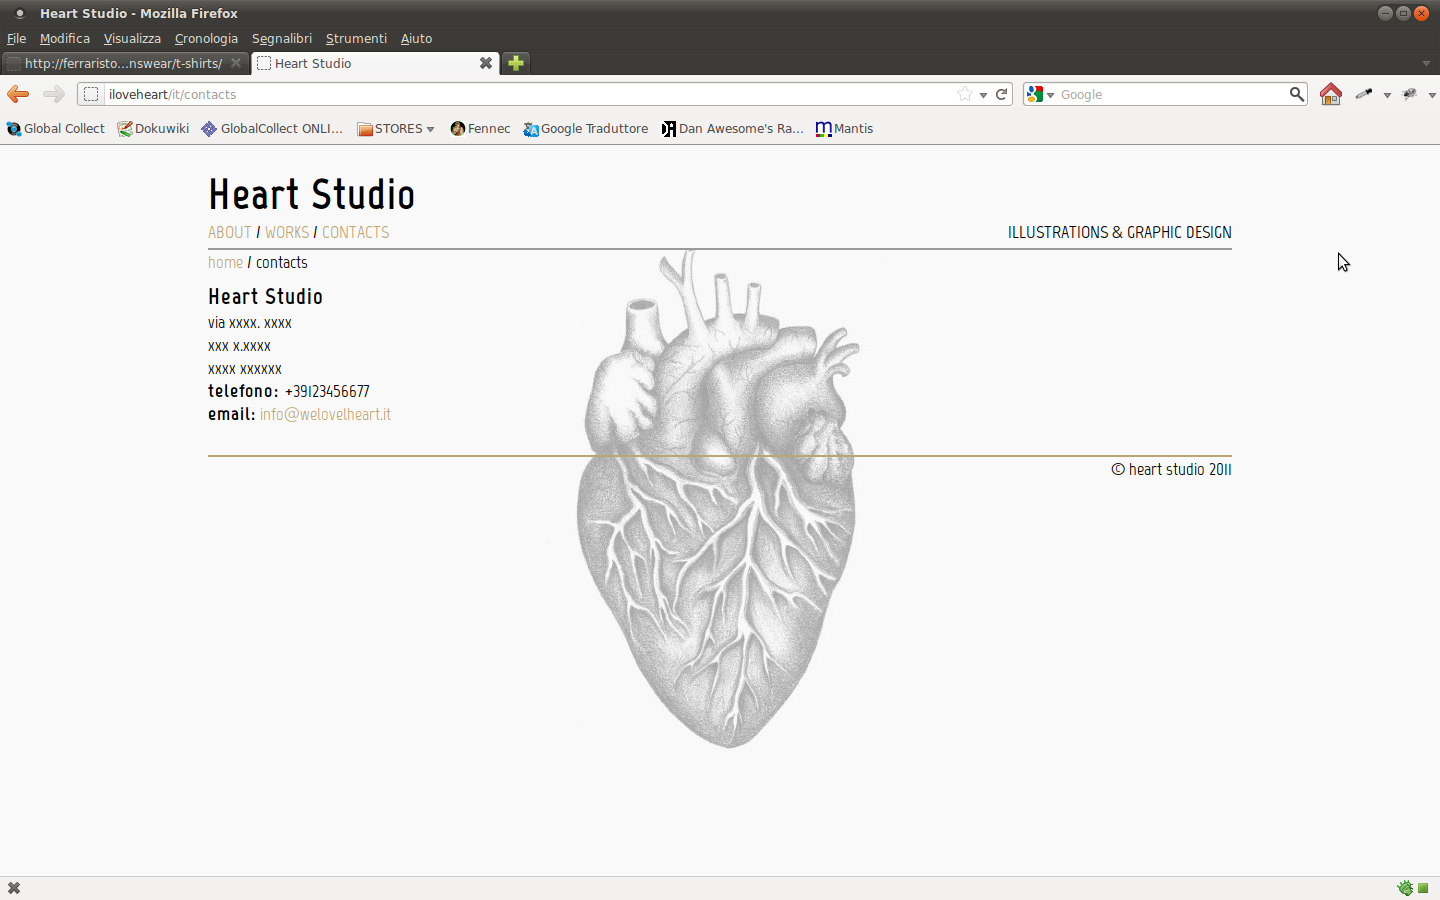 Heart Studio - Mozilla Firefox
File Modifica Visualizza Cronologia Segnalibri Strumenti Aiuto
http://ferraristo...nswear/t-shirts/ Heart Studio
iloveheart/it/contacts Google
Global Collect Dokuwiki GlobalCollect ONLI... STORES Fennec Google Traduttore Dan Awesome's Ra... Mantis
Heart Studio
ABOUT / WORKS / CONTACTS ILLUSTRATIONS & GRAPHIC DESIGN
home / contacts
Heart Studio
via xxxx. xxxx
xxx x.xxxx
xxxx xxxxxx
telefono: +39123456677
email: info@welovelheart.it
© heart studio 2011